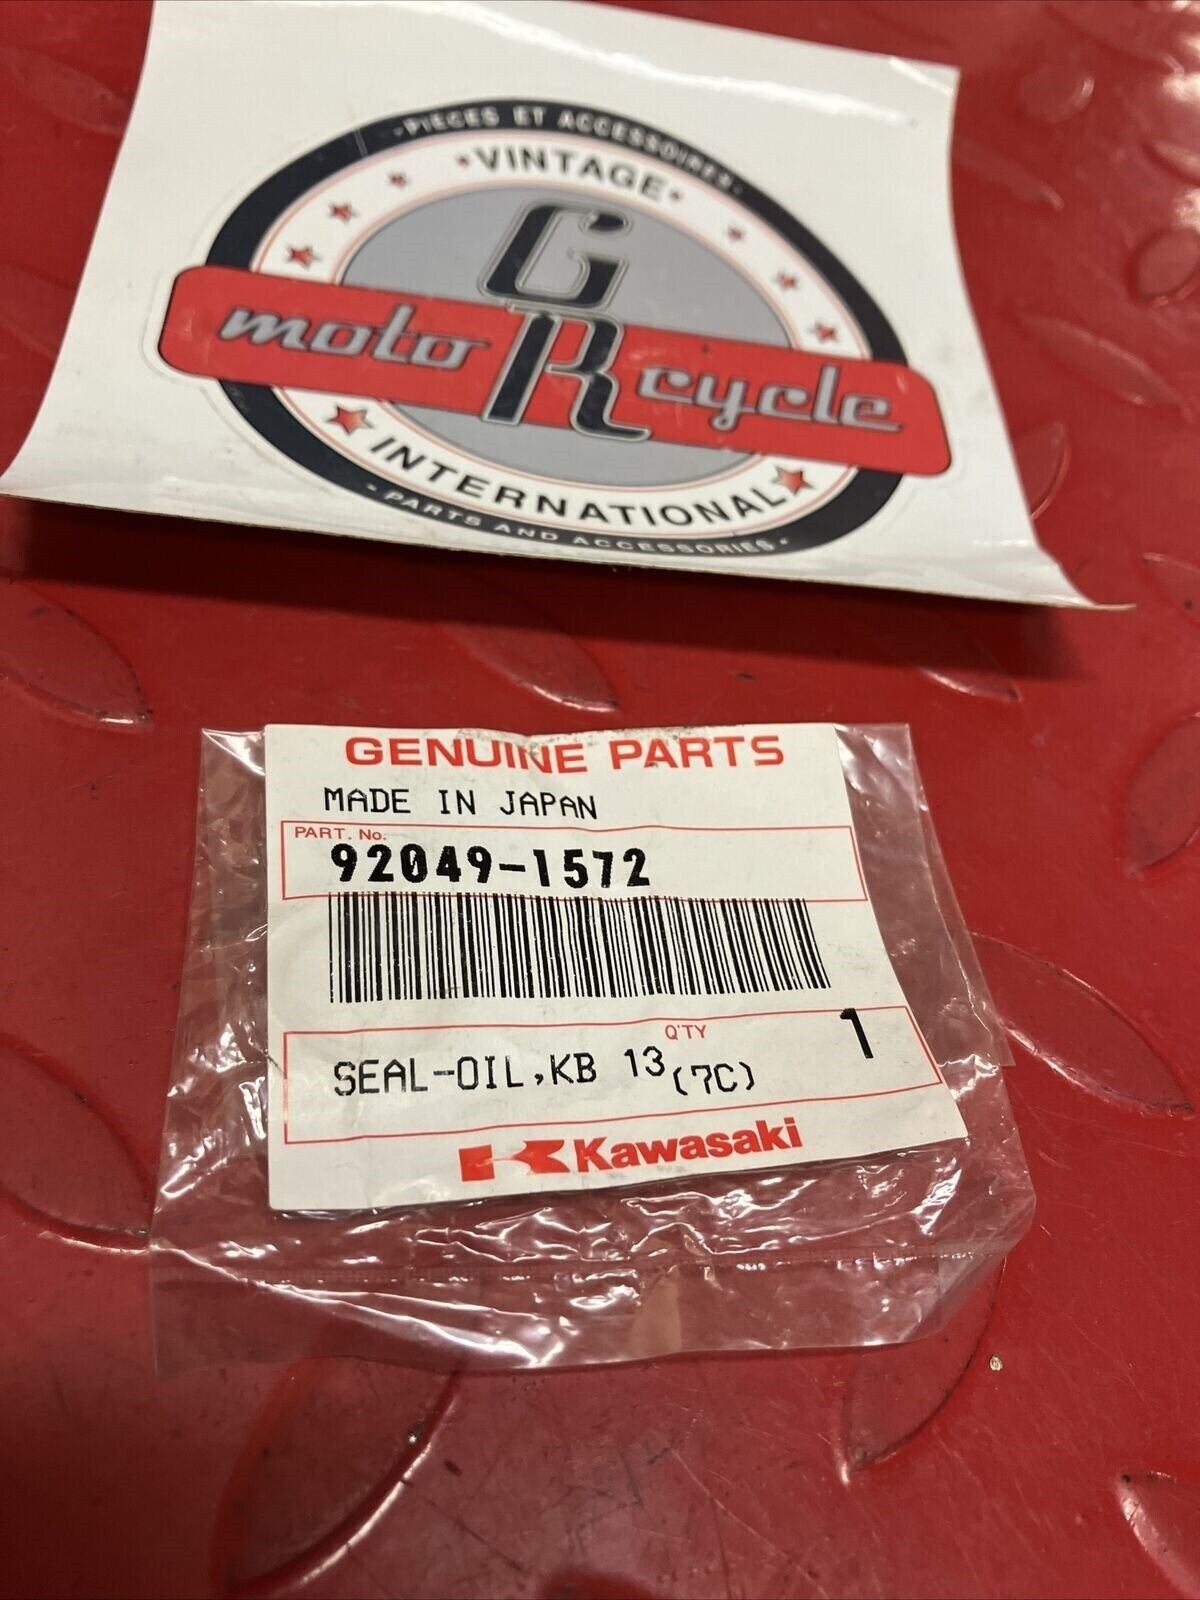 • PIÈCES ET ACCESSOIRES •
• VINTAGE •
G
moto R cycle
INTERNATIONAL
• PARTS AND ACCESSORIES •
GENUINE PARTS
MADE IN JAPAN
PART. No.
92049-1572
Q'TY
SEAL-OIL,KB 13 (7C) 1
Kawasaki